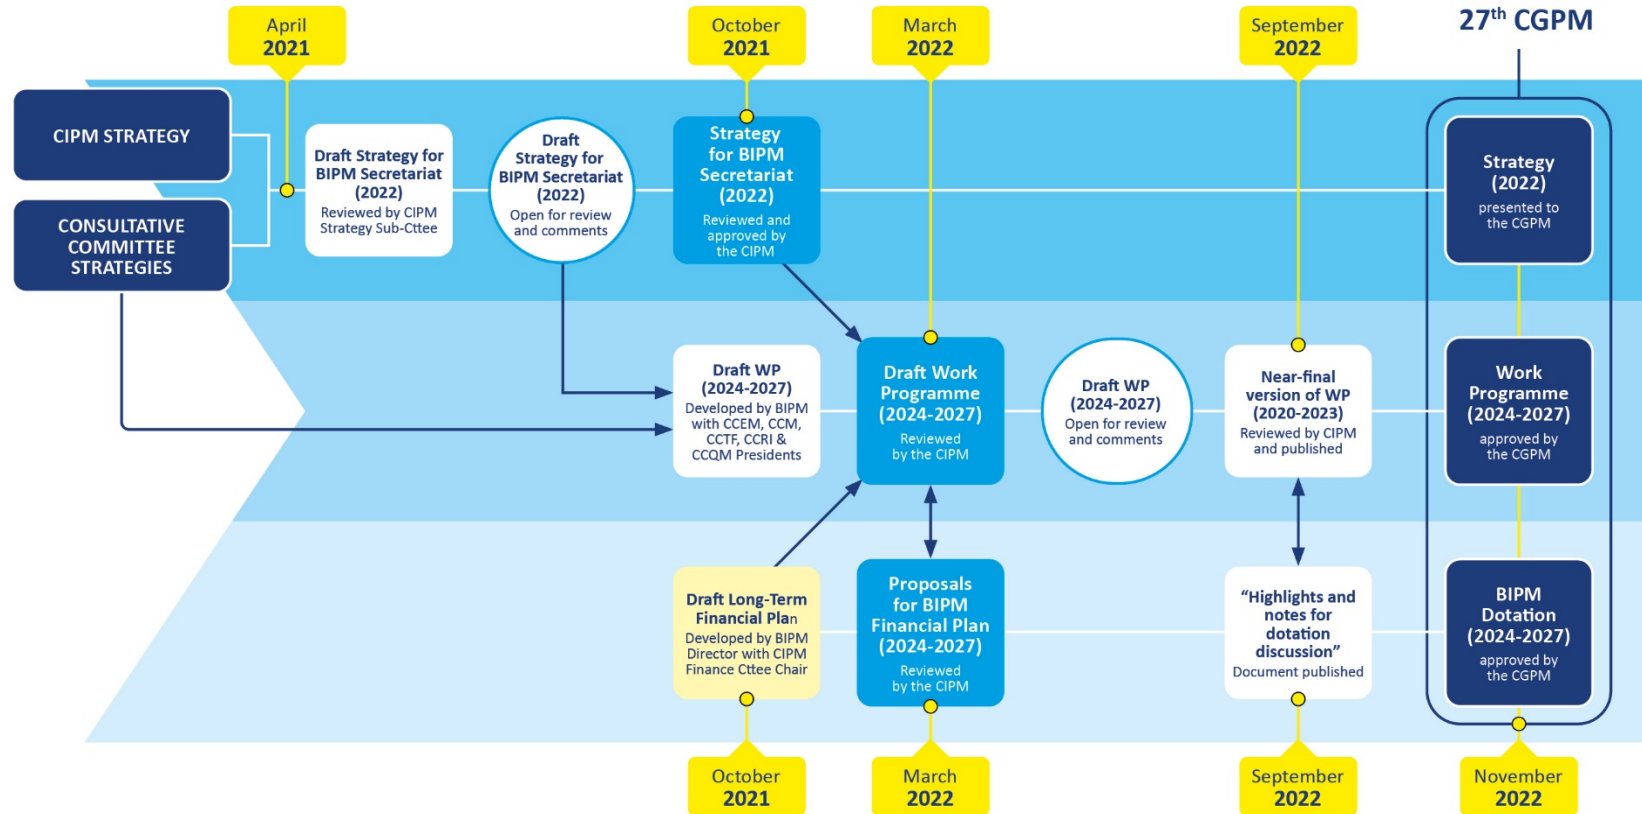 April
2021
October
2021
March
2022
September
2022
27th CGPM
CIPM STRATEGY
CONSULTATIVE
COMMITTEE
STRATEGIES
Draft Strategy for
BIPM Secretariat
(2022)
Reviewed by CIPM
Strategy Sub-Cttee
Draft
Strategy for
BIPM Secretariat
(2022)
Open for review
and comments
Strategy
for BIPM
Secretariat
(2022)
Reviewed and
approved by
the CIPM
Strategy
(2022)
presented to
the CGPM
Draft WP
(2024-2027)
Developed by BIPM
with CCEM, CCM,
CCTF, CCRI &
CCQM Presidents
Draft Work
Programme
(2024-2027)
Reviewed
by the CIPM
Draft WP
(2024-2027)
Open for review
and comments
Near-final
version of WP
(2020-2023)
Reviewed by CIPM
and published
Work
Programme
(2024-2027)
approved by
the CGPM
Draft Long-Term
Financial Plan
Developed by BIPM
Director with CIPM
Finance Cttee Chair
Proposals
for BIPM
Financial Plan
(2024-2027)
Reviewed
by the CIPM
“Highlights and
notes for
dotation
discussion”
Document published
BIPM
Dotation
(2024-2027)
approved by
the CGPM
October
2021
March
2022
September
2022
November
2022